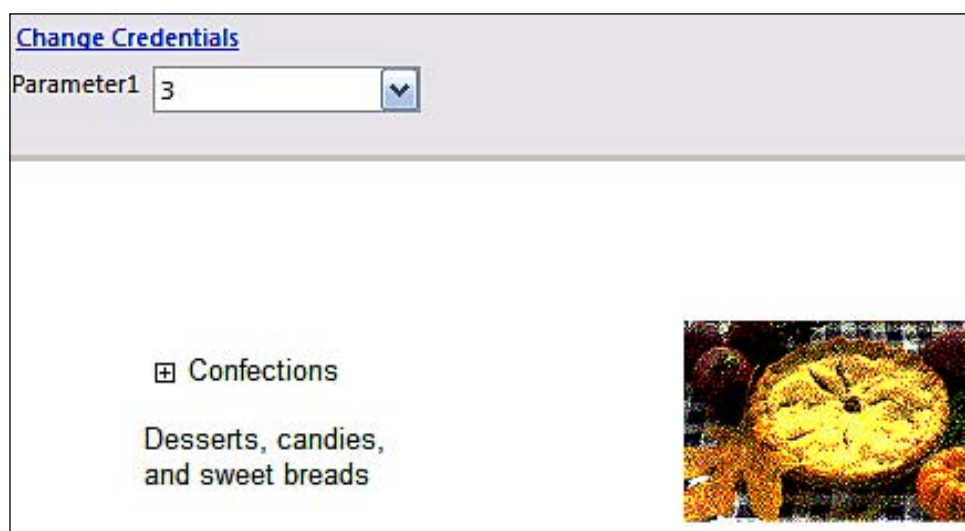 Change Credentials
Parameter1 3
Confections
Desserts, candies,
and sweet breads